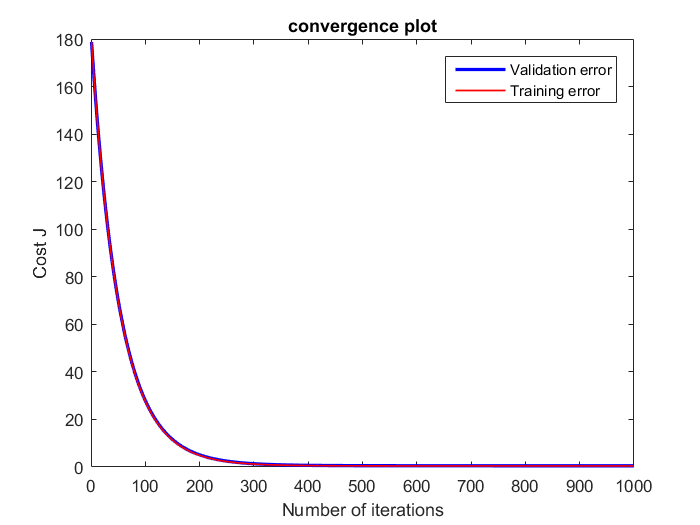 convergence plot
180
160
140
120
100
80
60
40
20
0
Cost J
Validation error
Training error
0 100 200 300 400 500 600 700 800 900 1000
Number of iterations